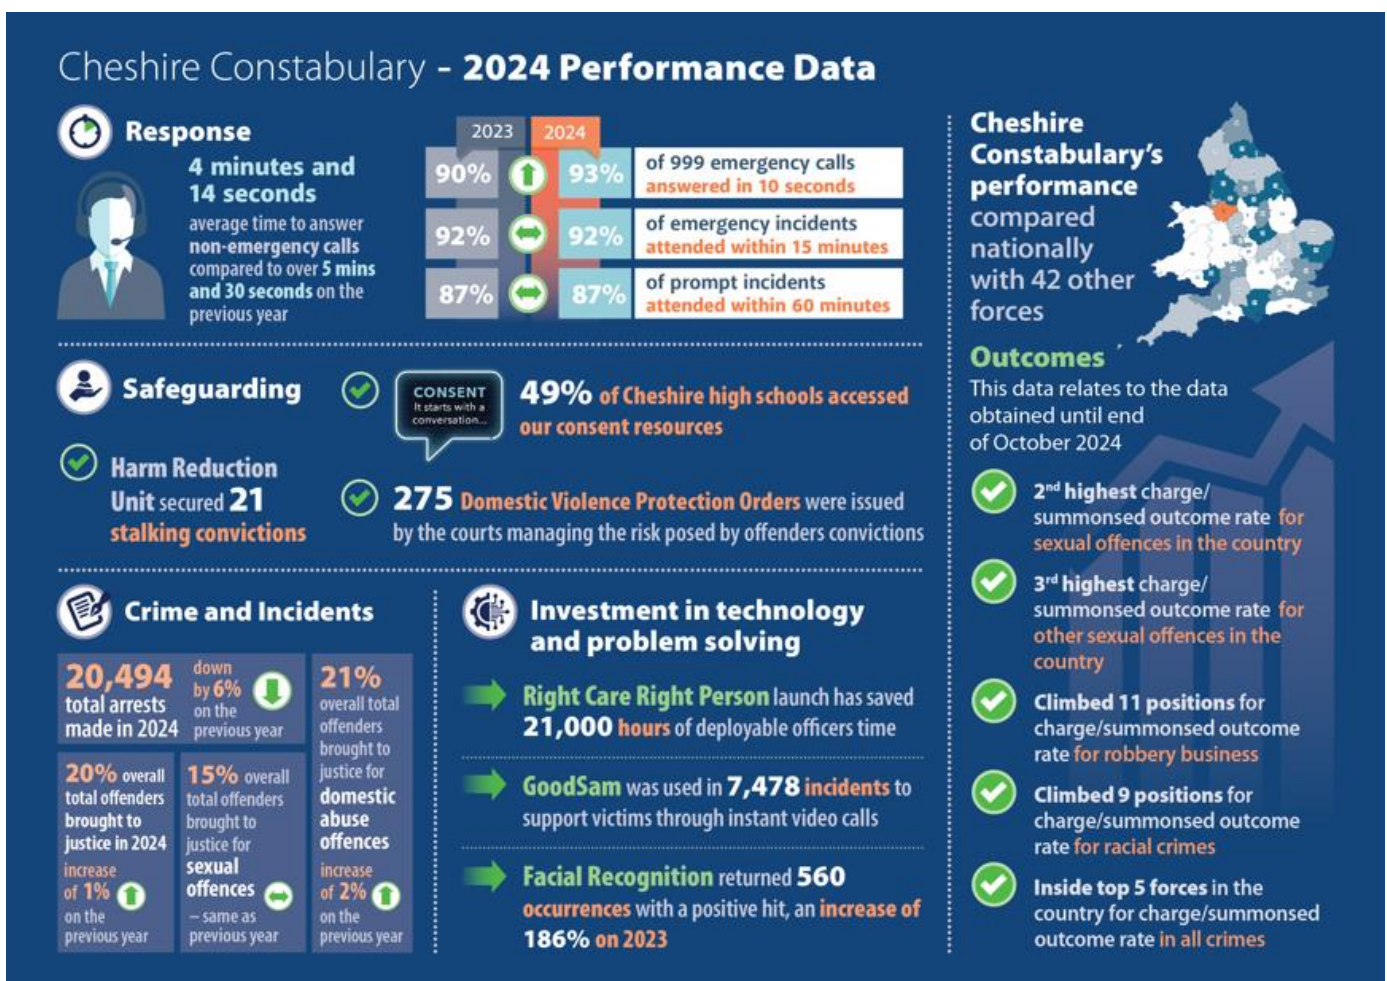 Cheshire Constabulary - 2024 Performance Data
Response
4 minutes and
14 seconds
average time to answer
non-emergency calls
compared to over 5 mins
and 30 seconds on the
previous year
2023 2024
90% 93% of 999 emergency calls
answered in 10 seconds
92% 92% of emergency incidents
attended within 15 minutes
87% 87% of prompt incidents
attended within 60 minutes
Safeguarding
Harm Reduction
Unit secured 21
stalking convictions
CONSENT
It starts with a
conversation...
49% of Cheshire high schools accessed
our consent resources
275 Domestic Violence Protection Orders were issued
by the courts managing the risk posed by offenders convictions
Crime and Incidents
20,494
total arrests
made in 2024
down
by 6%
on the
previous year
20% overall
total offenders
brought to
justice in 2024
increase
of 1%
on the
previous year
15% overall
total offenders
brought to
justice for
sexual
offences
– same as
previous year
21%
overall total
offenders
brought to
justice for
domestic
abuse
offences
increase
of 2%
on the
previous year
Investment in technology
and problem solving
Right Care Right Person launch has saved
21,000 hours of deployable officers time
GoodSam was used in 7,478 incidents to
support victims through instant video calls
Facial Recognition returned 560
occurrences with a positive hit, an increase of
186% on 2023
Cheshire
Constabulary's
performance
compared
nationally
with 42 other
forces
Outcomes
This data relates to the data
obtained until end
of October 2024
2nd highest charge/
summonsed outcome rate for
sexual offences in the country
3rd highest charge/
summonsed outcome rate for
other sexual offences in the
country
Climbed 11 positions for
charge/summonsed outcome
rate for robbery business
Climbed 9 positions for
charge/summonsed outcome
rate for racial crimes
Inside top 5 forces in the
country for charge/summonsed
outcome rate in all crimes